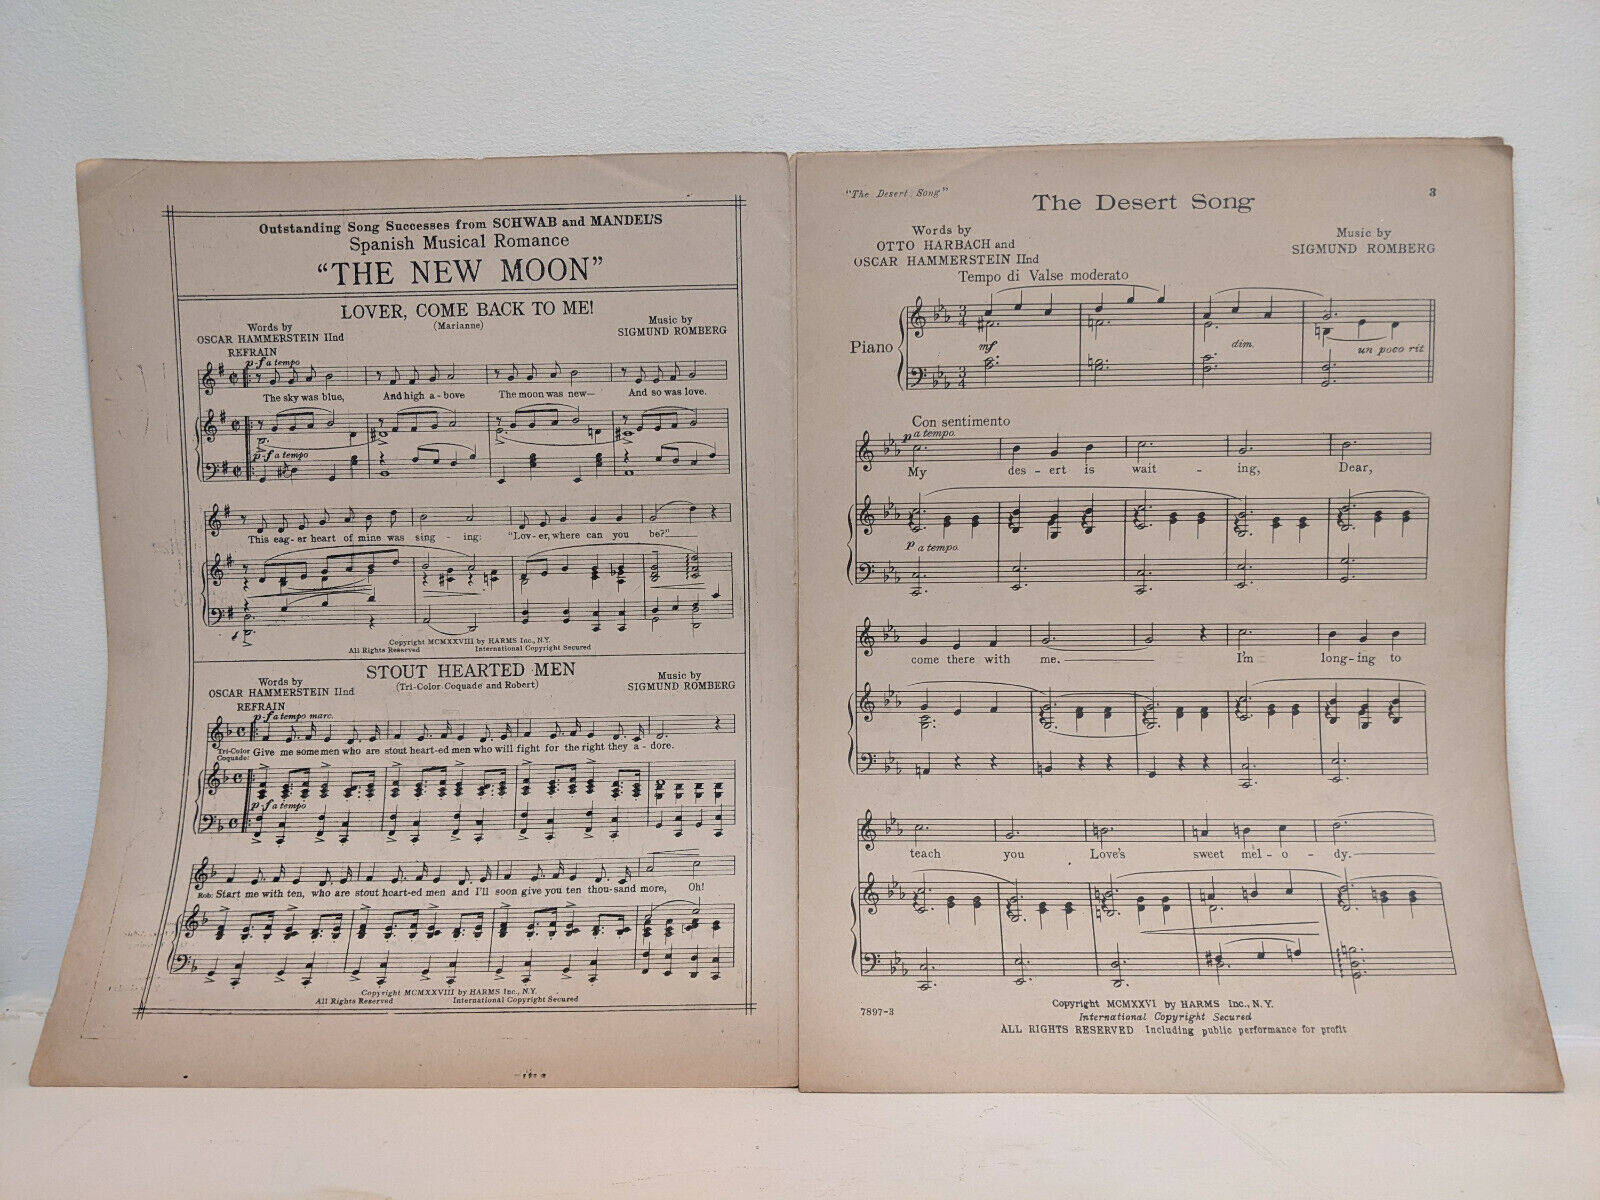 Outstanding Song Successes from SCHWAB and MANDEL'S
Spanish Musical Romance
"THE NEW MOON"
LOVER, COME BACK TO ME!
(Marianne)
Words by
OSCAR HAMMERSTEIN IInd
Music by
SIGMUND ROMBERG
REFRAIN
p-f a tempo
The sky was blue, And high a-bove The moon was new— And so was love.
p.
p-f a tempo
This eag-er heart of mine was sing - ing: "Lov-er, where can you be?"
Copyright MCMXXVIII by HARMS Inc., N.Y.
All Rights Reserved International Copyright Secured
STOUT HEARTED MEN
(Tri-Color Coquade and Robert)
Words by
OSCAR HAMMERSTEIN IInd
Music by
SIGMUND ROMBERG
REFRAIN
p-f a tempo marc.
Tri-Color
Coquade: Give me some men who are stout heart-ed men who will fight for the right they a-dore.
p-f a tempo
Rob: Start me with ten, who are stout heart-ed men and I'll soon give you ten thou-sand more, Oh!
Copyright MCMXXVIII by HARMS Inc., N.Y.
All Rights Reserved International Copyright Secured
"The Desert Song"
3
The Desert Song
Words by
OTTO HARBACH and
OSCAR HAMMERSTEIN IInd
Music by
SIGMUND ROMBERG
Tempo di Valse moderato
3
4
Piano
mf
dim.
un poco rit
3
4
Con sentimento
p a tempo.
My des - ert is wait - ing, Dear,
p a tempo.
come there with me. I'm long-ing to
teach you Love's sweet mel - o - dy.
7897-3
Copyright MCMXXVI by HARMS Inc., N.Y.
International Copyright Secured
ALL RIGHTS RESERVED Including public performance for profit